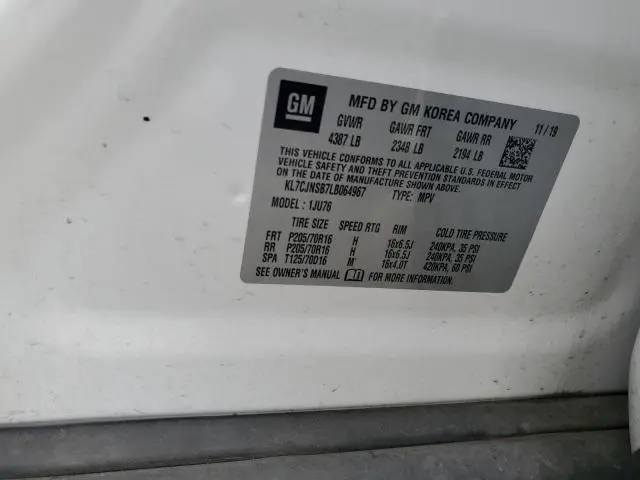 GM
MFD BY GM KOREA COMPANY 11/19
GVWR GAWR FRT GAWR RR
4387 LB 2348 LB 2194 LB
THIS VEHICLE CONFORMS TO ALL APPLICABLE U.S. FEDERAL MOTOR
VEHICLE SAFETY AND THEFT PREVENTION STANDARDS IN
EFFECT ON THE DATE OF MANUFACTURE SHOWN ABOVE.
KL7CJNSB7LB064967 TYPE: MPV
MODEL : 1JU76
TIRE SIZE SPEED RTG RIM COLD TIRE PRESSURE
FRT P205/70R16 H 16x6.5J 240KPA, 35 PSI
RR P205/70R16 H 16x6.5J 240KPA, 35 PSI
SPA T125/70D16 M 16x4.0T 420KPA, 60 PSI
SEE OWNER'S MANUAL FOR MORE INFORMATION.